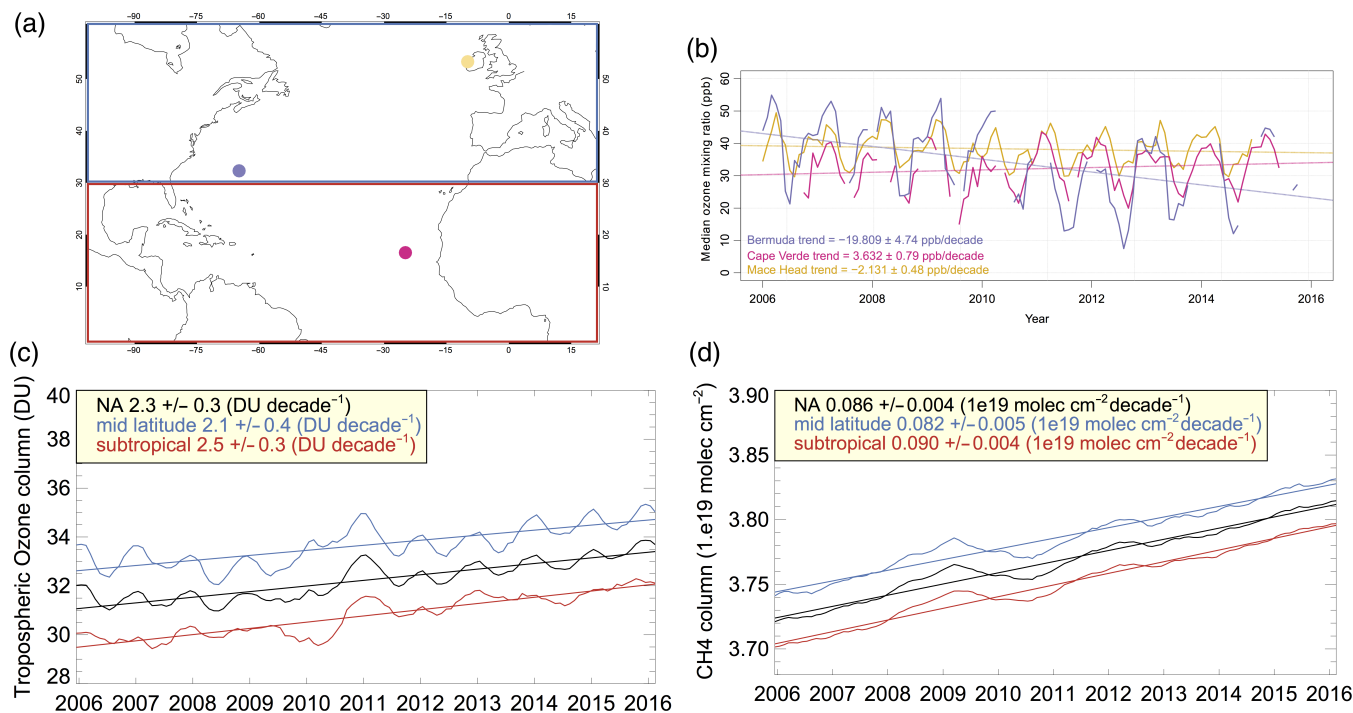 (a)
−90 −75 −60 −45 −30 −15 0 15
50 50
40 40
30 30
20 20
10 10
−90 −75 −60 −45 −30 −15 0 15
(b)
Median ozone mixing ratio (ppb)
60
50
40
30
20
10
0
Bermuda trend = −19.809 ± 4.74 ppb/decade
Cape Verde trend = 3.632 ± 0.79 ppb/decade
Mace Head trend = −2.131 ± 0.48 ppb/decade
2006 2008 2010 2012 2014 2016
Year
(c)
Tropospheric Ozone column (DU)
40
38
36
34
32
30
28
NA 2.3 +/− 0.3 (DU decade⁻¹)
mid latitude 2.1 +/− 0.4 (DU decade⁻¹)
subtropical 2.5 +/− 0.3 (DU decade⁻¹)
2006 2007 2008 2009 2010 2011 2012 2013 2014 2015 2016
(d)
CH4 column (1.e19 molec cm⁻²)
3.90
3.85
3.80
3.75
3.70
NA 0.086 +/− 0.004 (1e19 molec cm⁻² decade⁻¹)
mid latitude 0.082 +/− 0.005 (1e19 molec cm⁻² decade⁻¹)
subtropical 0.090 +/− 0.004 (1e19 molec cm⁻² decade⁻¹)
2006 2007 2008 2009 2010 2011 2012 2013 2014 2015 2016